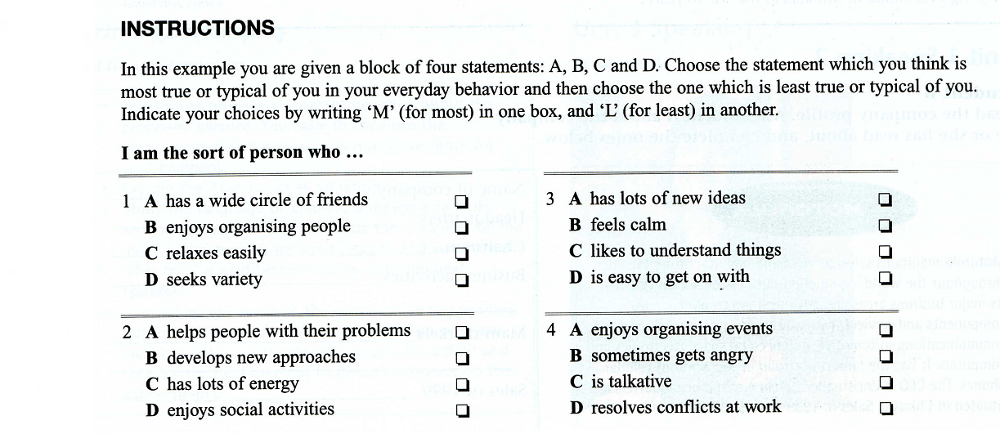 INSTRUCTIONS
In this example you are given a block of four statements: A, B, C and D. Choose the statement which you think is
most true or typical of you in your everyday behavior and then choose the one which is least true or typical of you.
Indicate your choices by writing ‘M’ (for most) in one box, and ‘L’ (for least) in another.
I am the sort of person who ...
1 A has a wide circle of friends
B enjoys organising people
C relaxes easily
D seeks variety
2 A helps people with their problems
B develops new approaches
C has lots of energy
D enjoys social activities
3 A has lots of new ideas
B feels calm
C likes to understand things
D is easy to get on with
4 A enjoys organising events
B sometimes gets angry
C is talkative
D resolves conflicts at work